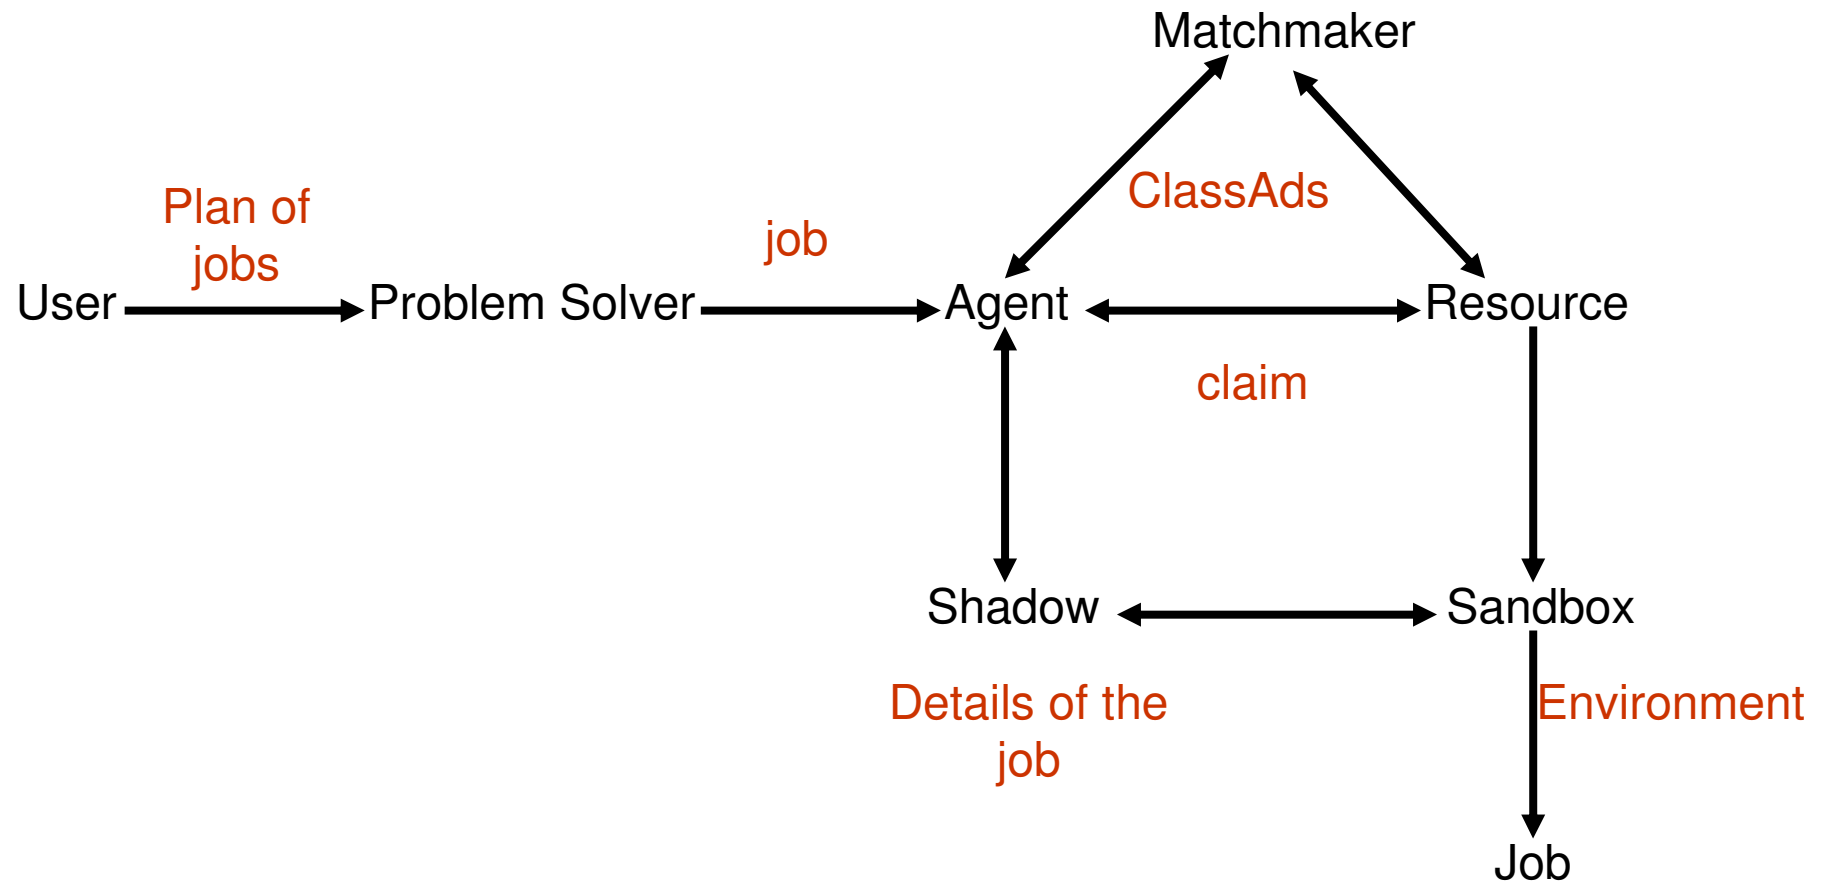 Matchmaker
ClassAds
Plan of
jobs
job
User
Problem Solver
Agent
Resource
claim
Shadow
Sandbox
Details of the
job
Environment
Job